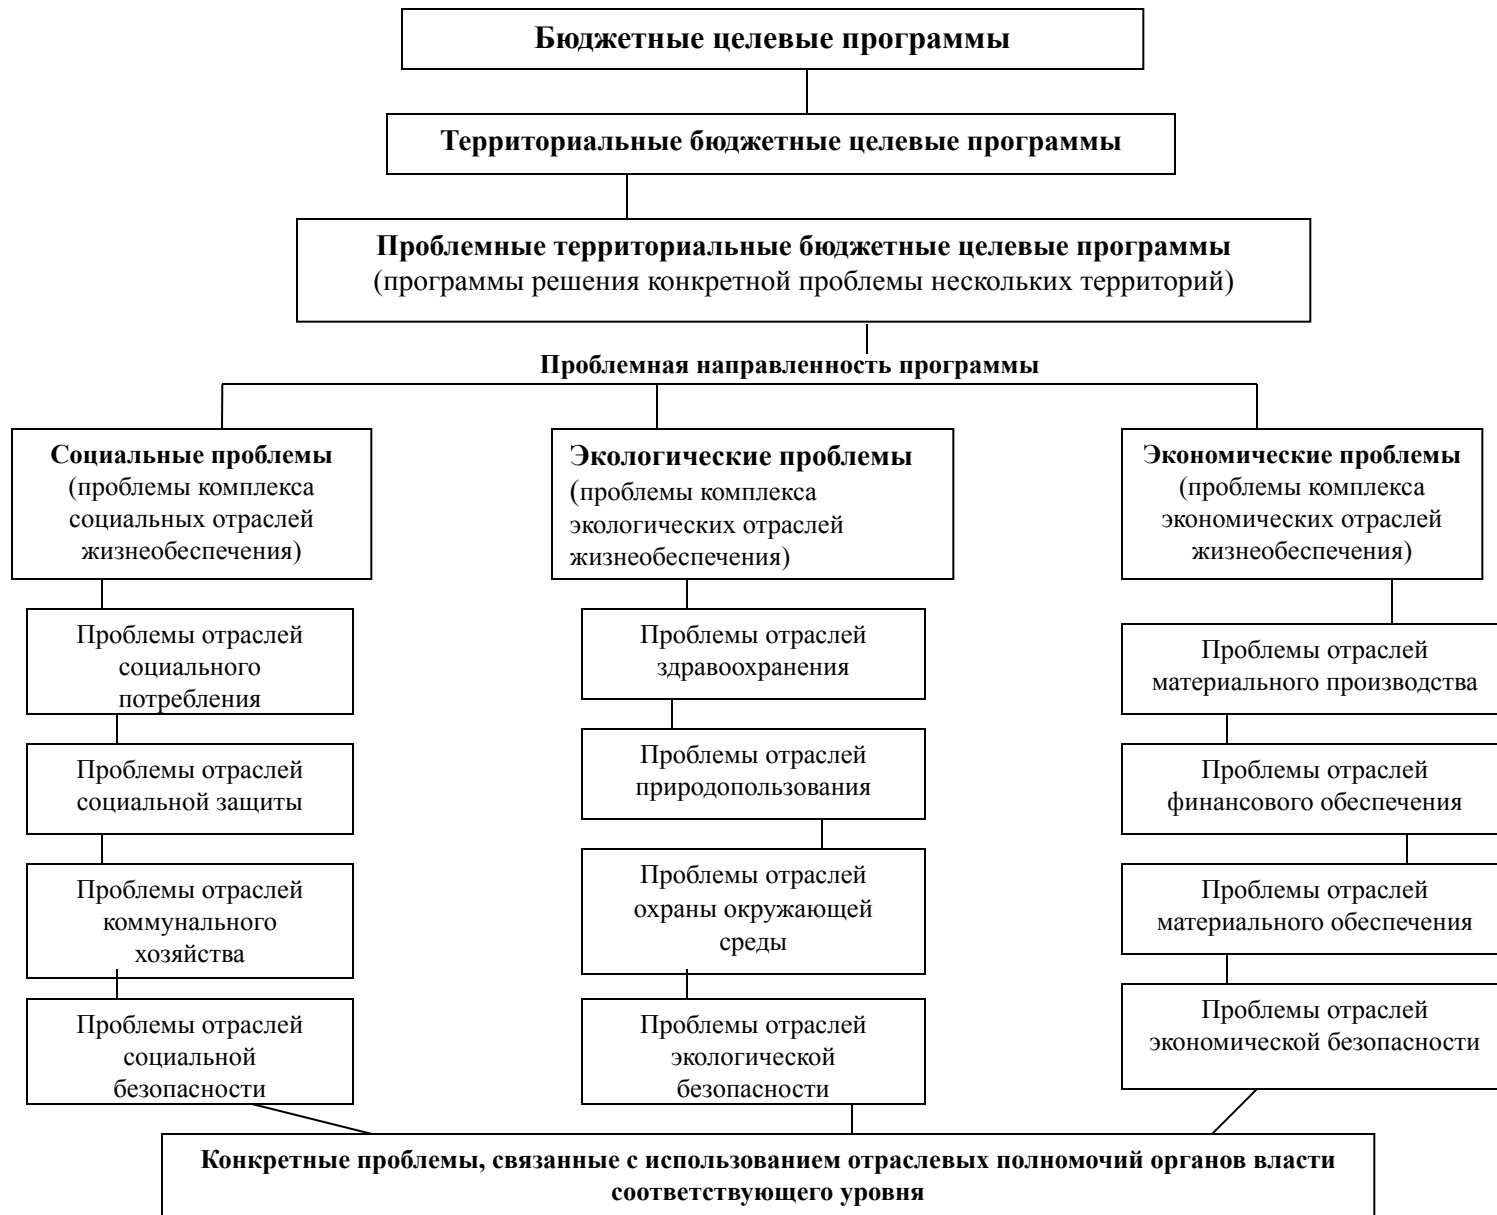 Бюджетные целевые программы
Территориальные бюджетные целевые программы
Проблемные территориальные бюджетные целевые программы
(программы решения конкретной проблемы нескольких территорий)
Проблемная направленность программы
Социальные проблемы
(проблемы комплекса
социальных отраслей
жизнеобеспечения)
Экологические проблемы
(проблемы комплекса
экологических отраслей
жизнеобеспечения)
Экономические проблемы
(проблемы комплекса
экономических отраслей
жизнеобеспечения)
Проблемы отраслей
социального
потребления
Проблемы отраслей
здравоохранения
Проблемы отраслей
материального производства
Проблемы отраслей
социальной защиты
Проблемы отраслей
природопользования
Проблемы отраслей
финансового обеспечения
Проблемы отраслей
коммунального
хозяйства
Проблемы отраслей
охраны окружающей
среды
Проблемы отраслей
материального обеспечения
Проблемы отраслей
социальной
безопасности
Проблемы отраслей
экологической
безопасности
Проблемы отраслей
экономической безопасности
Конкретные проблемы, связанные с использованием отраслевых полномочий органов власти
соответствующего уровня